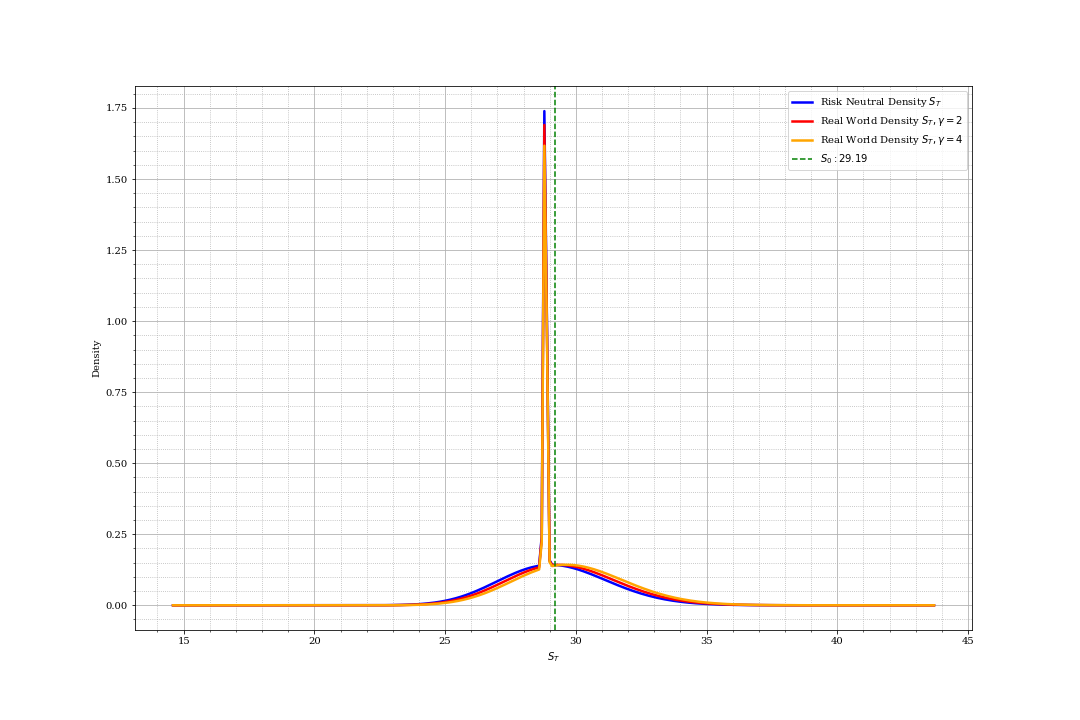 Risk Neutral Density S_T
Real World Density S_T, γ = 2
Real World Density S_T, γ = 4
S_0 : 29.19
1.75
1.50
1.25
1.00
0.75
0.50
0.25
0.00
Density
15 20 25 30 35 40 45
S_T